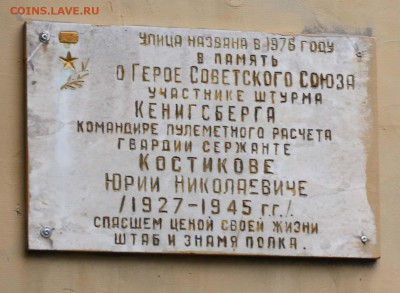 COINS.LAVE.RU
УЛИЦА НАЗВАНА В 1976 ГОДУ
В ПАМЯТЬ
О ГЕРОЕ СОВЕТСКОГО СОЮЗА
УЧАСТНИКЕ ШТУРМА
КЕНИГСБЕРГА
КОМАНДИРЕ ПУЛЕМЕТНОГО РАСЧЕТА
ГВАРДИИ СЕРЖАНТЕ
КОСТИКОВЕ
ЮРИИ НИКОЛАЕВИЧЕ
/1927-1945 г.г./.
СПАСШЕМ ЦЕНОЙ СВОЕЙ ЖИЗНИ
ШТАБ И ЗНАМЯ ПОЛКА.